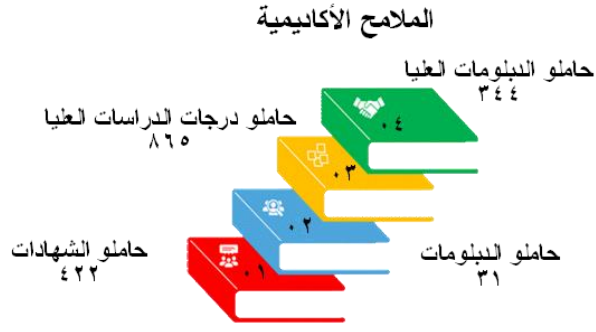 الملامح الأكاديمية
حاملو الدبلومات العليا
٣٤٤
٠٤
حاملو درجات الدراسات العليا
٨٦٥
٠٣
٠٢
حاملو الدبلومات
٣١
حاملو الشهادات
٤٢٢
٠١